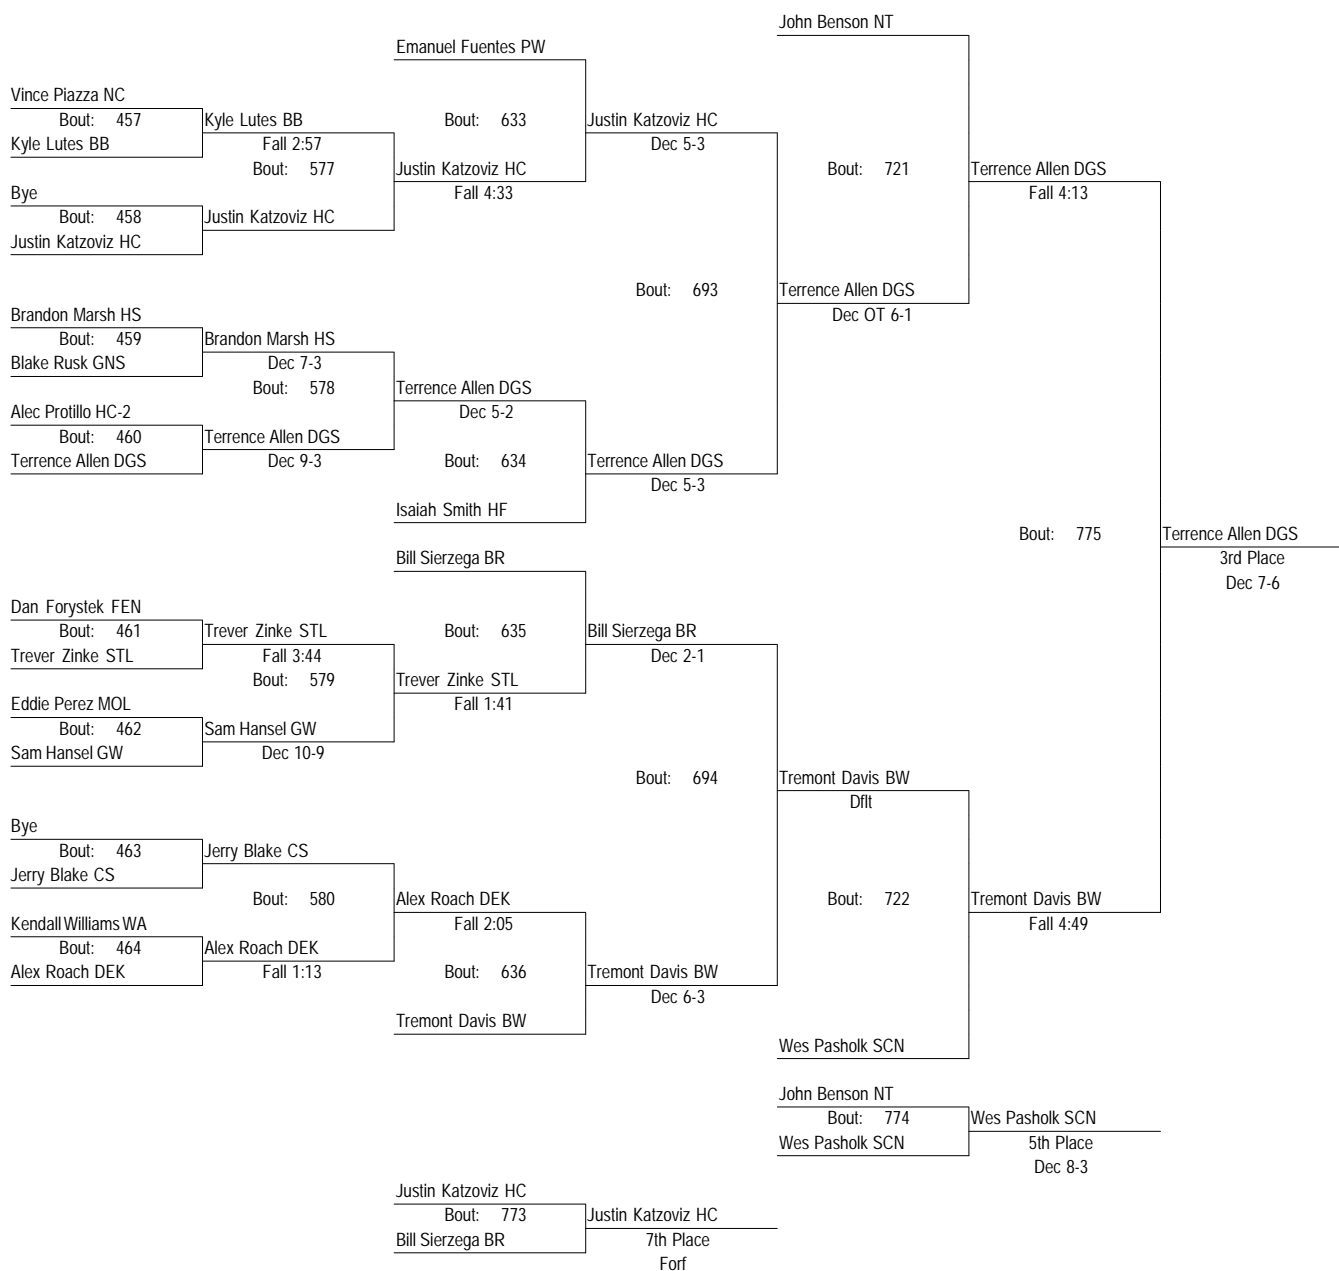 John Benson NT
Emanuel Fuentes PW
Vince Piazza NC
Bout: 457
Kyle Lutes BB
Kyle Lutes BB
Fall 2:57
Bout: 577
Bout: 633
Justin Katzoviz HC
Dec 5-3
Justin Katzoviz HC
Fall 4:33
Bout: 721
Terrence Allen DGS
Fall 4:13
Bye
Bout: 458
Justin Katzoviz HC
Justin Katzoviz HC
Bout: 693
Terrence Allen DGS
Dec OT 6-1
Brandon Marsh HS
Bout: 459
Blake Rusk GNS
Brandon Marsh HS
Dec 7-3
Bout: 578
Terrence Allen DGS
Dec 5-2
Alec Protillo HC-2
Bout: 460
Terrence Allen DGS
Terrence Allen DGS
Dec 9-3
Bout: 634
Terrence Allen DGS
Dec 5-3
Isaiah Smith HF
Bout: 775
Terrence Allen DGS
3rd Place
Dec 7-6
Bill Sierzega BR
Dan Forystek FEN
Bout: 461
Trever Zinke STL
Trever Zinke STL
Fall 3:44
Bout: 579
Bout: 635
Bill Sierzega BR
Dec 2-1
Trever Zinke STL
Fall 1:41
Eddie Perez MOL
Bout: 462
Sam Hansel GW
Sam Hansel GW
Dec 10-9
Bout: 694
Tremont Davis BW
Dflt
Bye
Bout: 463
Jerry Blake CS
Jerry Blake CS
Bout: 580
Alex Roach DEK
Fall 2:05
Bout: 722
Tremont Davis BW
Fall 4:49
Kendall Williams WA
Bout: 464
Alex Roach DEK
Alex Roach DEK
Fall 1:13
Bout: 636
Tremont Davis BW
Dec 6-3
Tremont Davis BW
Wes Pasholk SCN
John Benson NT
Bout: 774
Wes Pasholk SCN
Wes Pasholk SCN
5th Place
Dec 8-3
Justin Katzoviz HC
Bout: 773
Bill Sierzega BR
Justin Katzoviz HC
7th Place
Forf